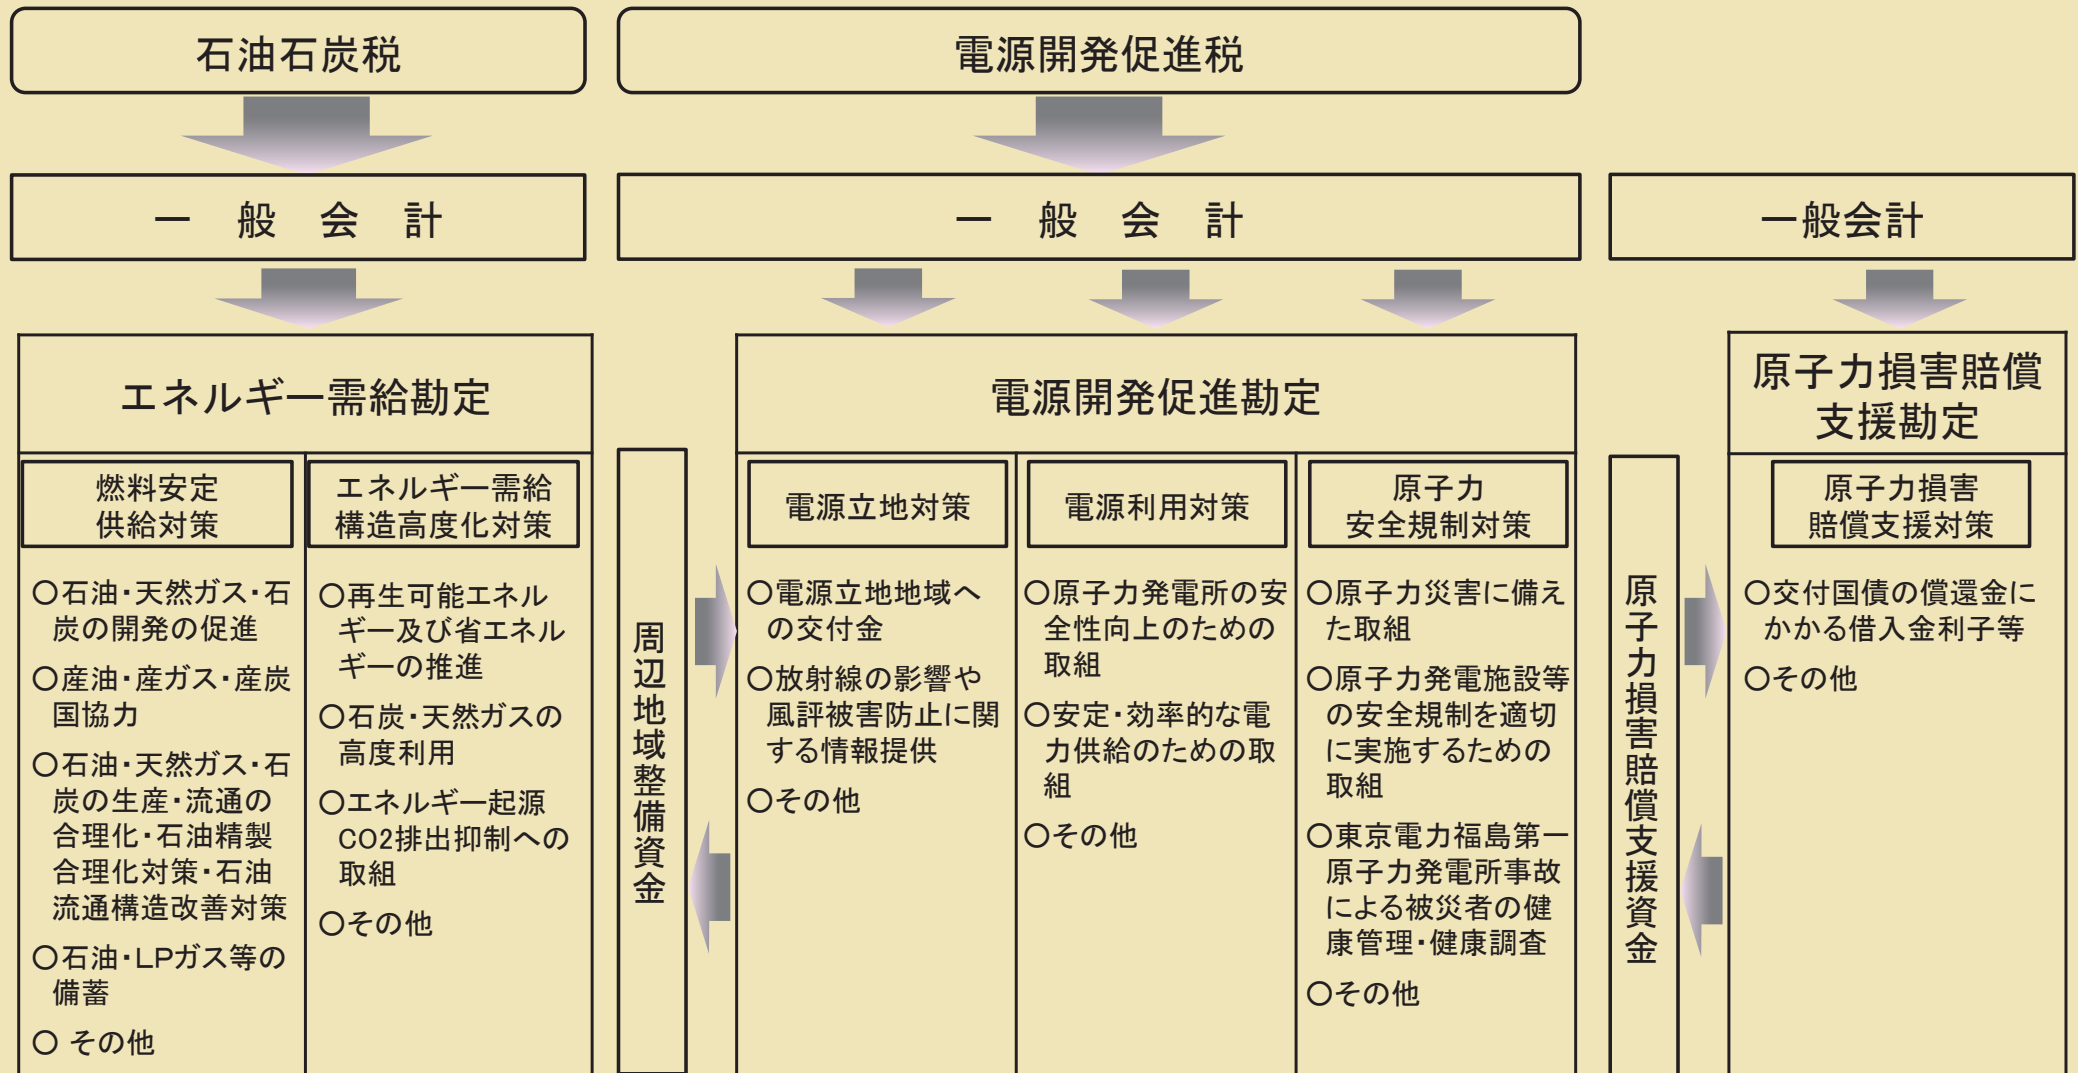 石油石炭税
電源開発促進税
一 般 会 計
一 般 会 計
一般会計
エネルギー需給勘定
燃料安定
供給対策
〇石油・天然ガス・石
炭の開発の促進
〇産油・産ガス・産炭
国協力
〇石油・天然ガス・石
炭の生産・流通の
合理化・石油精製
合理化対策・石油
流通構造改善対策
〇石油・LPガス等の
備蓄
〇 その他
エネルギー需給
構造高度化対策
〇再生可能エネル
ギー及び省エネル
ギーの推進
〇石炭・天然ガスの
高度利用
〇エネルギー起源
CO2排出抑制への
取組
〇その他
周辺地域整備資金
電源開発促進勘定
電源立地対策
〇電源立地地域へ
の交付金
〇放射線の影響や
風評被害防止に関
する情報提供
〇その他
電源利用対策
〇原子力発電所の安
全性向上のための
取組
〇安定・効率的な電
力供給のための取
組
〇その他
原子力
安全規制対策
〇原子力災害に備え
た取組
〇原子力発電施設等
の安全規制を適切
に実施するための
取組
〇東京電力福島第一
原子力発電所事故
による被災者の健
康管理・健康調査
〇その他
原子力損害賠償支援資金
原子力損害賠償
支援勘定
原子力損害
賠償支援対策
〇交付国債の償還金に
かかる借入金利子等
〇その他